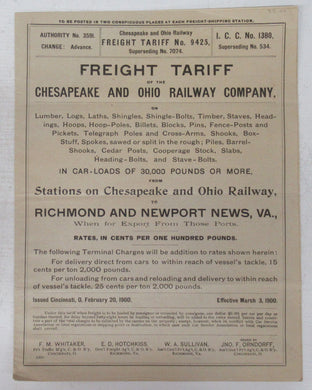 TO BE POSTED IN TWO CONSPICUOUS PLACES AT EACH FREIGHT-SHIPPING STATION.
AUTHORITY No. 3591.
CHANGE: Advance.
Chesapeake and Ohio Railway
FREIGHT TARIFF No. 9425,
Superseding No. 7024.
I. C. C. No. 1380,
Superseding No. 534.
FREIGHT TARIFF
OF THE
CHESAPEAKE AND OHIO RAILWAY COMPANY,
ON
Lumber, Logs, Laths, Shingles, Shingle-Bolts, Timber, Staves, Head-
ings, Hoops, Hoop-Poles, Billets, Blocks, Pins, Fence-Posts and
Pickets, Telegraph Poles and Cross-Arms, Shooks, Box-
Stuff, Spokes, sawed or split in the rough; Piles, Barrel-
Shooks, Cedar Posts, Cooperage Stock, Slabs,
Heading-Bolts, and Stave-Bolts.
IN CAR-LOADS OF 30,000 POUNDS OR MORE,
FROM
Stations on Chesapeake and Ohio Railway,
TO
RICHMOND AND NEWPORT NEWS, VA.,
When for Export From Those Ports.
RATES, IN CENTS PER ONE HUNDRED POUNDS.
The following Terminal Charges will be addition to rates shown herein:
For delivery direct from cars to within reach of vessel's tackle, 15
cents per ton 2,000 pounds.
For unloading from cars and reloading and delivery to within reach
of vessel's tackle, 25 cents per ton of 2,000 pounds.
Issued Cincinnati, O, February 20, 1900.
Effective March 3, 1900.
F. M. WHITAKER,
CINCINNATI, O.
E. D. HOTCHKISS,
RICHMOND, VA.
W. A. SULLIVAN,
RICHMOND, VA.
JNO. F. ORNDORFF,
CINCINNATI, O.